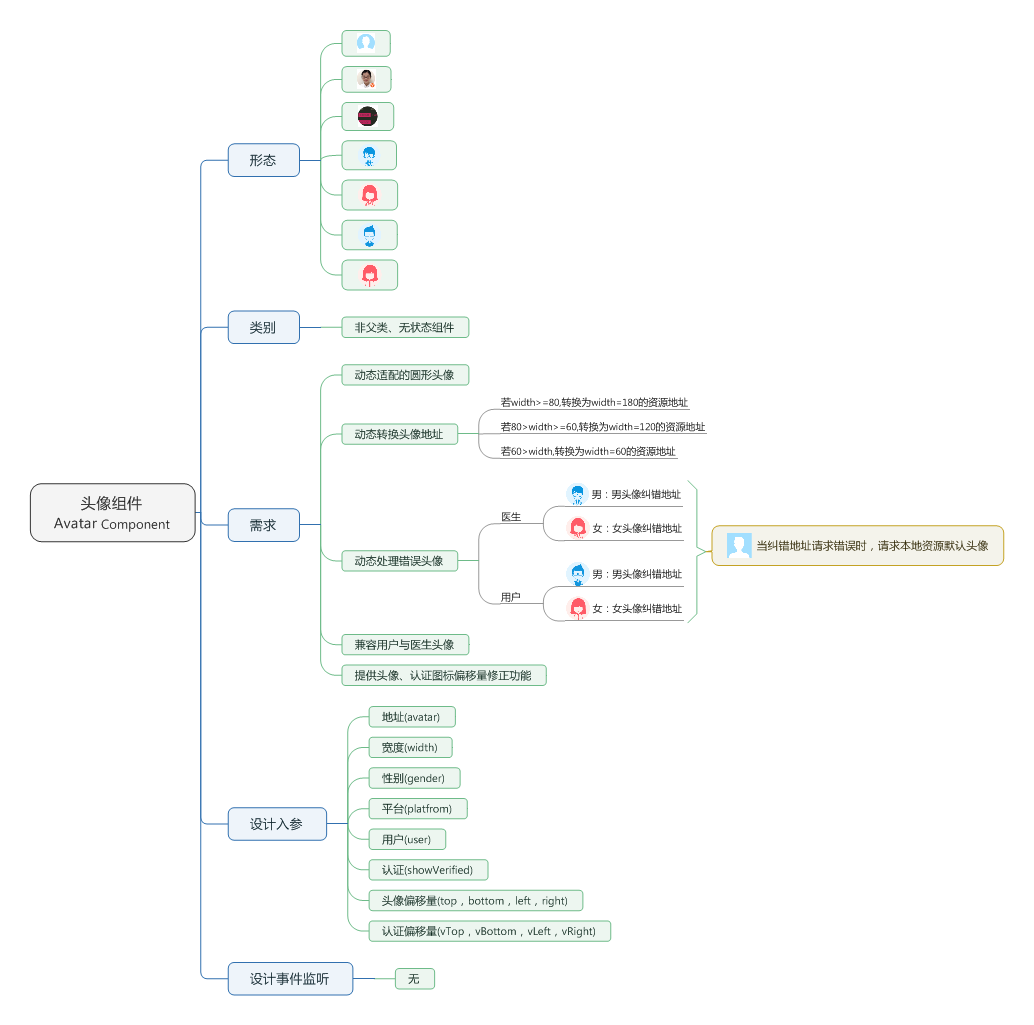 头像组件
Avatar Component
形态
类别
非父类、无状态组件
需求
动态适配的圆形头像
动态转换头像地址
若width>=80,转换为width=180的资源地址
若80>width>=60,转换为width=120的资源地址
若60>width,转换为width=60的资源地址
动态处理错误头像
医生
男：男头像纠错地址
女：女头像纠错地址
用户
男：男头像纠错地址
女：女头像纠错地址
当纠错地址请求错误时，请求本地资源默认头像
兼容用户与医生头像
提供头像、认证图标偏移量修正功能
设计入参
地址(avatar)
宽度(width)
性别(gender)
平台(platfrom)
用户(user)
认证(showVerified)
头像偏移量(top，bottom，left，right)
认证偏移量(vTop，vBottom，vLeft，vRight)
设计事件监听
无